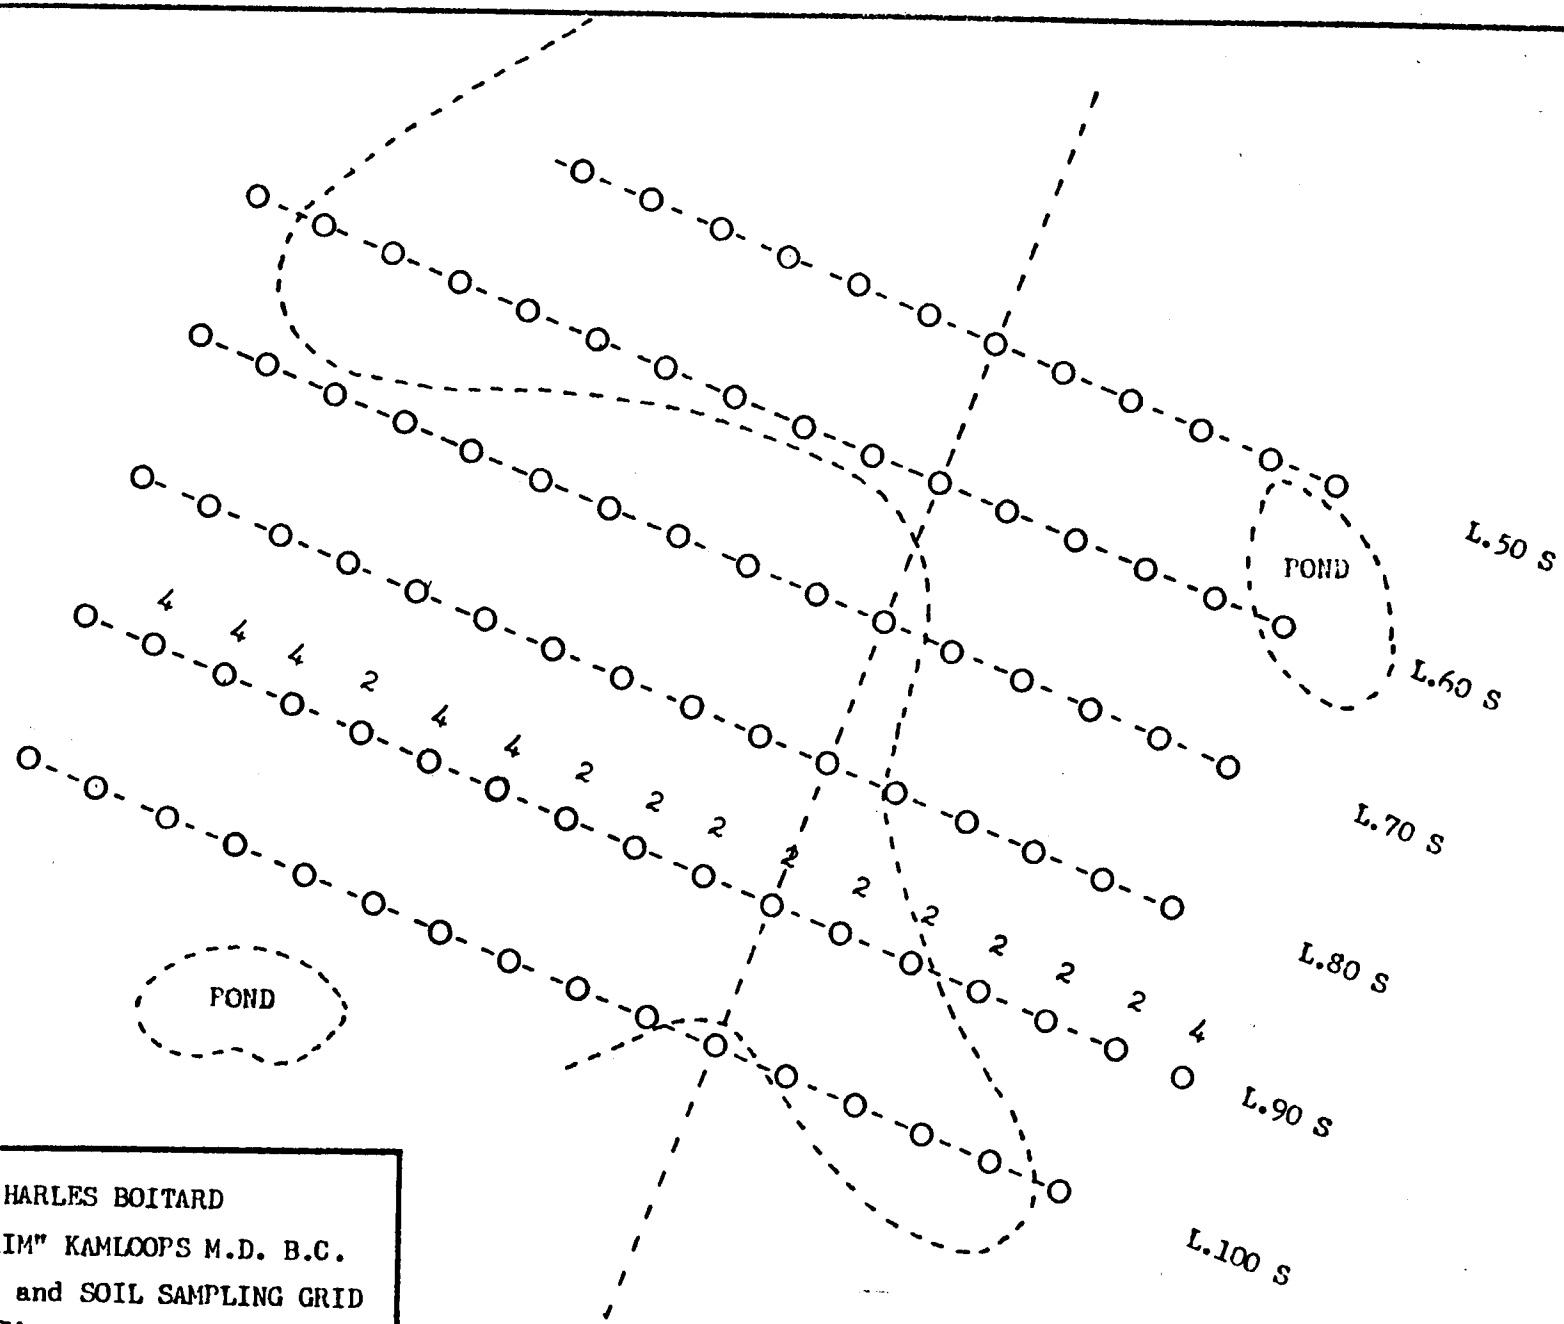 L.50 S
POND
L.60 S
L.70 S
L.80 S
4 4 4 2 4 4 2 2 2 2 2 2 2 2 2 4
L.90 S
POND
L.100 S
HARLES BOITARD
IM" KAMLOOPS M.D. B.C.
and SOIL SAMPLING GRID